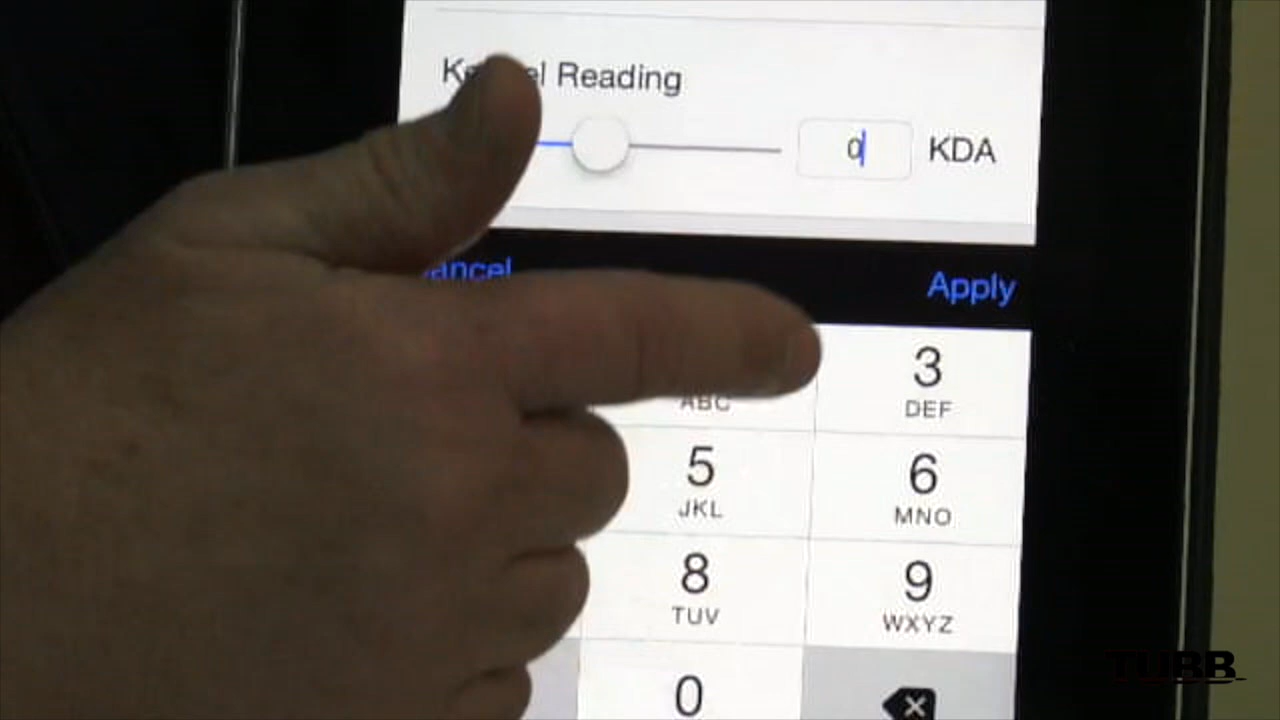 Reading
0 KDA
Apply
3
ABC DEF
5 6
JKL MNO
8 9
TUV WXYZ
0
TURB